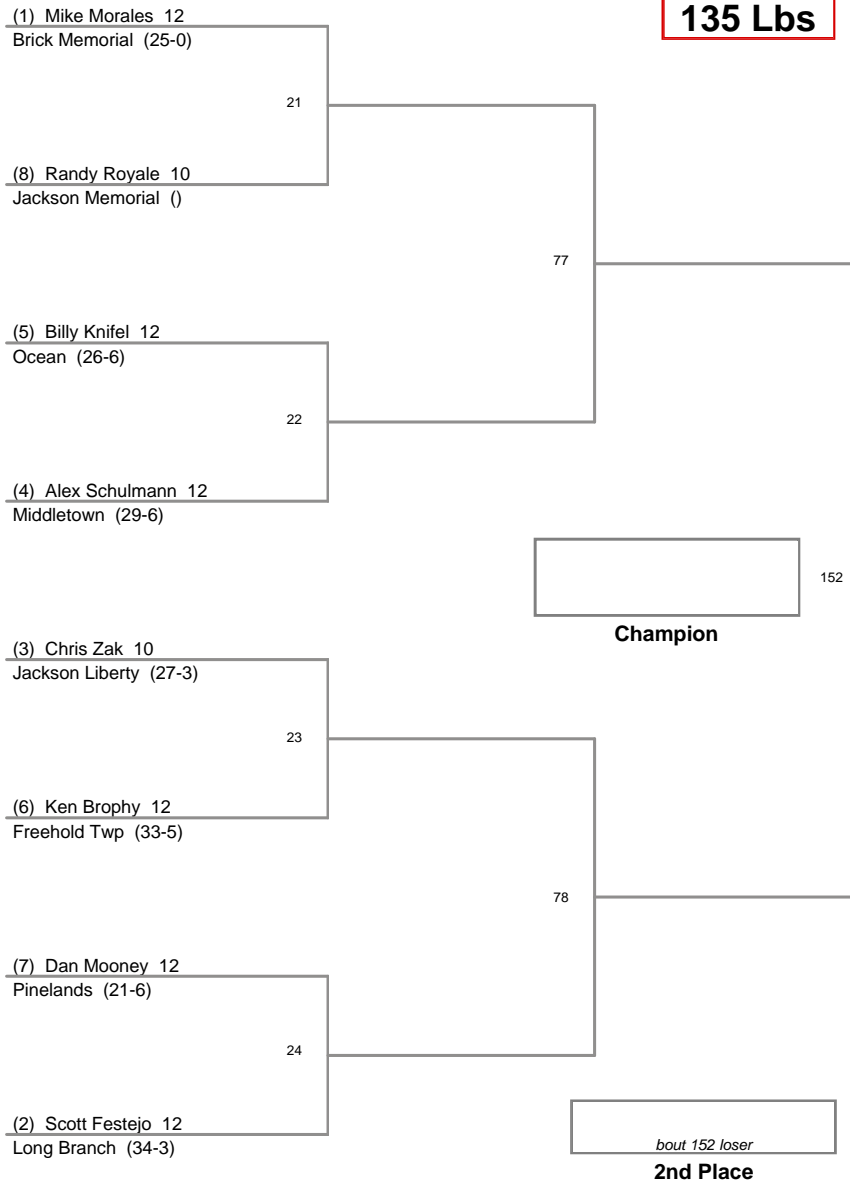 135 Lbs
(1) Mike Morales 12
Brick Memorial (25-0)
21
(8) Randy Royale 10
Jackson Memorial ()
77
(5) Billy Knifel 12
Ocean (26-6)
22
(4) Alex Schulmann 12
Middletown (29-6)
152
Champion
(3) Chris Zak 10
Jackson Liberty (27-3)
23
(6) Ken Brophy 12
Freehold Twp (33-5)
78
(7) Dan Mooney 12
Pinelands (21-6)
24
(2) Scott Festejo 12
Long Branch (34-3)
bout 152 loser
2nd Place